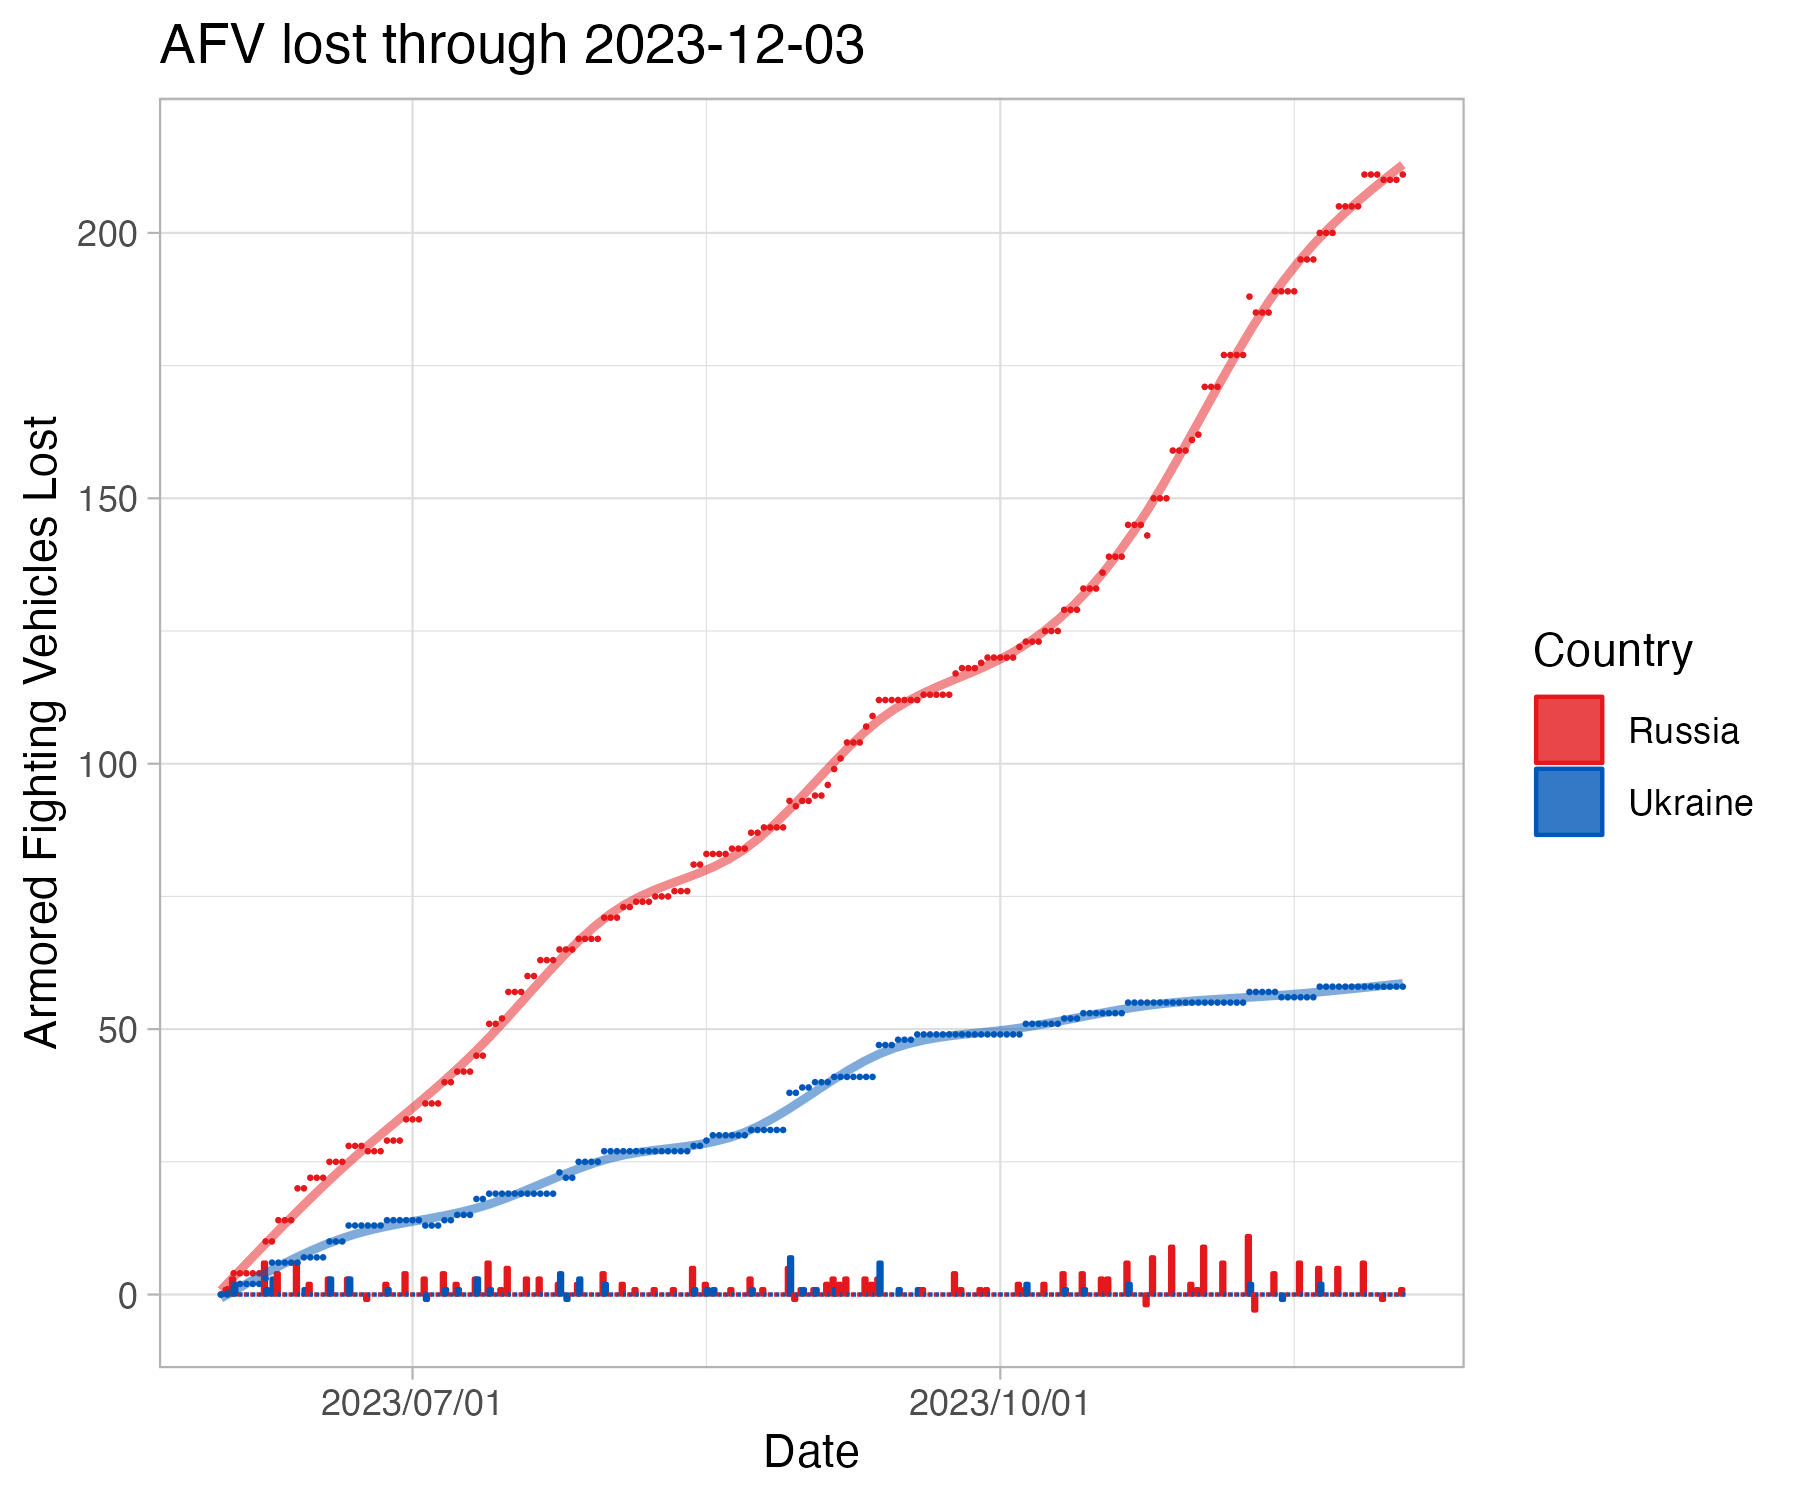 AFV lost through 2023-12-03
Armored Fighting Vehicles Lost
200
150
100
50
0
2023/07/01
2023/10/01
Date
Country
Russia
Ukraine